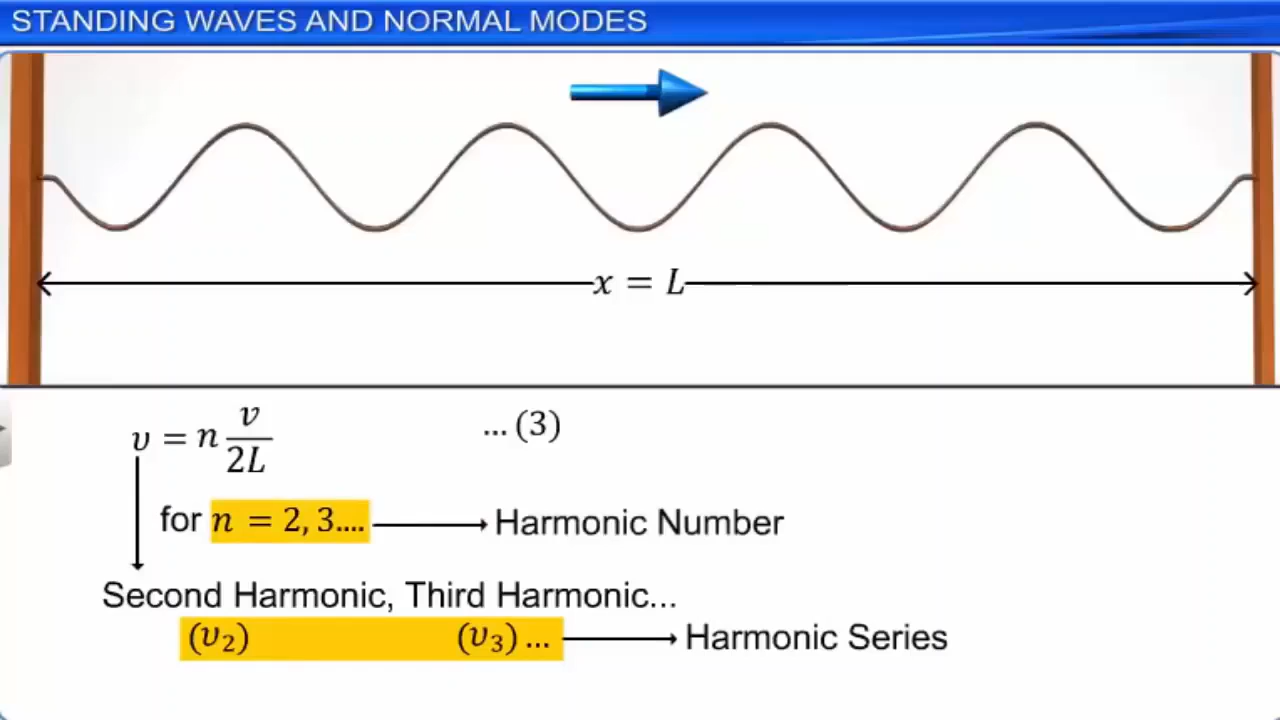 STANDING WAVES AND NORMAL MODES
x = L
υ = n v/2L ... (3)
for n = 2, 3.... Harmonic Number
Second Harmonic, Third Harmonic...
(υ₂) (υ₃) ... Harmonic Series